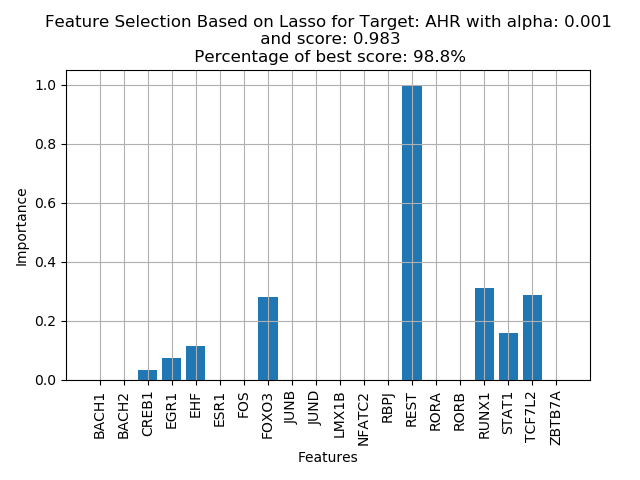 Feature Selection Based on Lasso for Target: AHR with alpha: 0.001
and score: 0.983
Percentage of best score: 98.8%
1.0
0.8
0.6
0.4
0.2
0.0
Importance
BACH1
BACH2
CREB1
EGR1
EHF
ESR1
FOS
FOXO3
JUNB
JUND
LMX1B
NFATC2
RBPJ
REST
RORA
RORB
RUNX1
STAT1
TCF7L2
ZBTB7A
Features